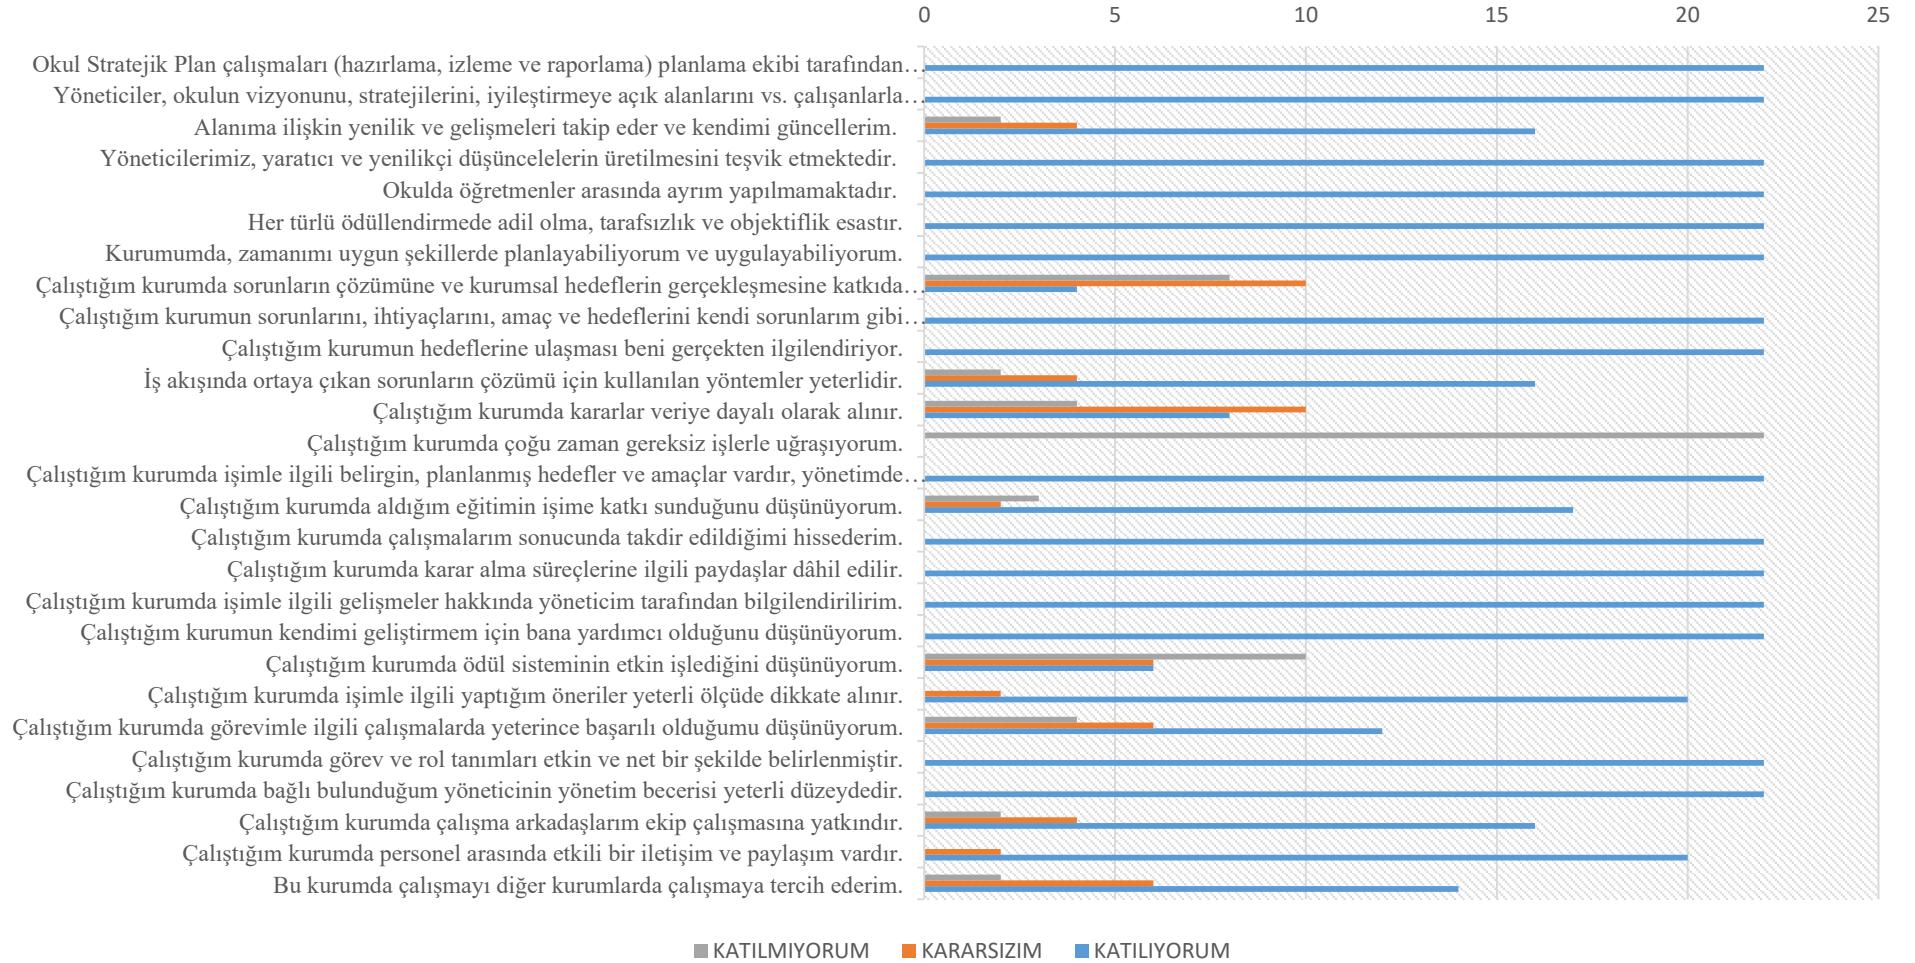 0 5 10 15 20 25
Okul Stratejik Plan çalışmaları (hazırlama, izleme ve raporlama) planlama ekibi tarafından…
Yöneticiler, okulun vizyonunu, stratejilerini, iyileştirmeye açık alanlarını vs. çalışanlarla…
Alanıma ilişkin yenilik ve gelişmeleri takip eder ve kendimi güncellerim.
Yöneticilerimiz, yaratıcı ve yenilikçi düşüncelelerin üretilmesini teşvik etmektedir.
Okulda öğretmenler arasında ayrım yapılmamaktadır.
Her türlü ödüllendirmede adil olma, tarafsızlık ve objektiflik esastır.
Kurumumda, zamanımı uygun şekillerde planlayabiliyorum ve uygulayabiliyorum.
Çalıştığım kurumda sorunların çözümüne ve kurumsal hedeflerin gerçekleşmesine katkıda…
Çalıştığım kurumun sorunlarını, ihtiyaçlarını, amaç ve hedeflerini kendi sorunlarım gibi…
Çalıştığım kurumun hedeflerine ulaşması beni gerçekten ilgilendiriyor.
İş akışında ortaya çıkan sorunların çözümü için kullanılan yöntemler yeterlidir.
Çalıştığım kurumda kararlar veriye dayalı olarak alınır.
Çalıştığım kurumda çoğu zaman gereksiz işlerle uğraşıyorum.
Çalıştığım kurumda işimle ilgili belirgin, planlanmış hedefler ve amaçlar vardır, yönetimde…
Çalıştığım kurumda aldığım eğitimin işime katkı sunduğunu düşünüyorum.
Çalıştığım kurumda çalışmalarım sonucunda takdir edildiğimi hissederim.
Çalıştığım kurumda karar alma süreçlerine ilgili paydaşlar dâhil edilir.
Çalıştığım kurumda işimle ilgili gelişmeler hakkında yöneticim tarafından bilgilendirilirim.
Çalıştığım kurumun kendimi geliştirmem için bana yardımcı olduğunu düşünüyorum.
Çalıştığım kurumda ödül sisteminin etkin işlediğini düşünüyorum.
Çalıştığım kurumda işimle ilgili yaptığım öneriler yeterli ölçüde dikkate alınır.
Çalıştığım kurumda görevimle ilgili çalışmalarda yeterince başarılı olduğumu düşünüyorum.
Çalıştığım kurumda görev ve rol tanımları etkin ve net bir şekilde belirlenmiştir.
Çalıştığım kurumda bağlı bulunduğum yöneticinin yönetim becerisi yeterli düzeydedir.
Çalıştığım kurumda çalışma arkadaşlarım ekip çalışmasına yatkındır.
Çalıştığım kurumda personel arasında etkili bir iletişim ve paylaşım vardır.
Bu kurumda çalışmayı diğer kurumlarda çalışmaya tercih ederim.
KATILMIYORUM KARARSIZIM KATILIYORUM